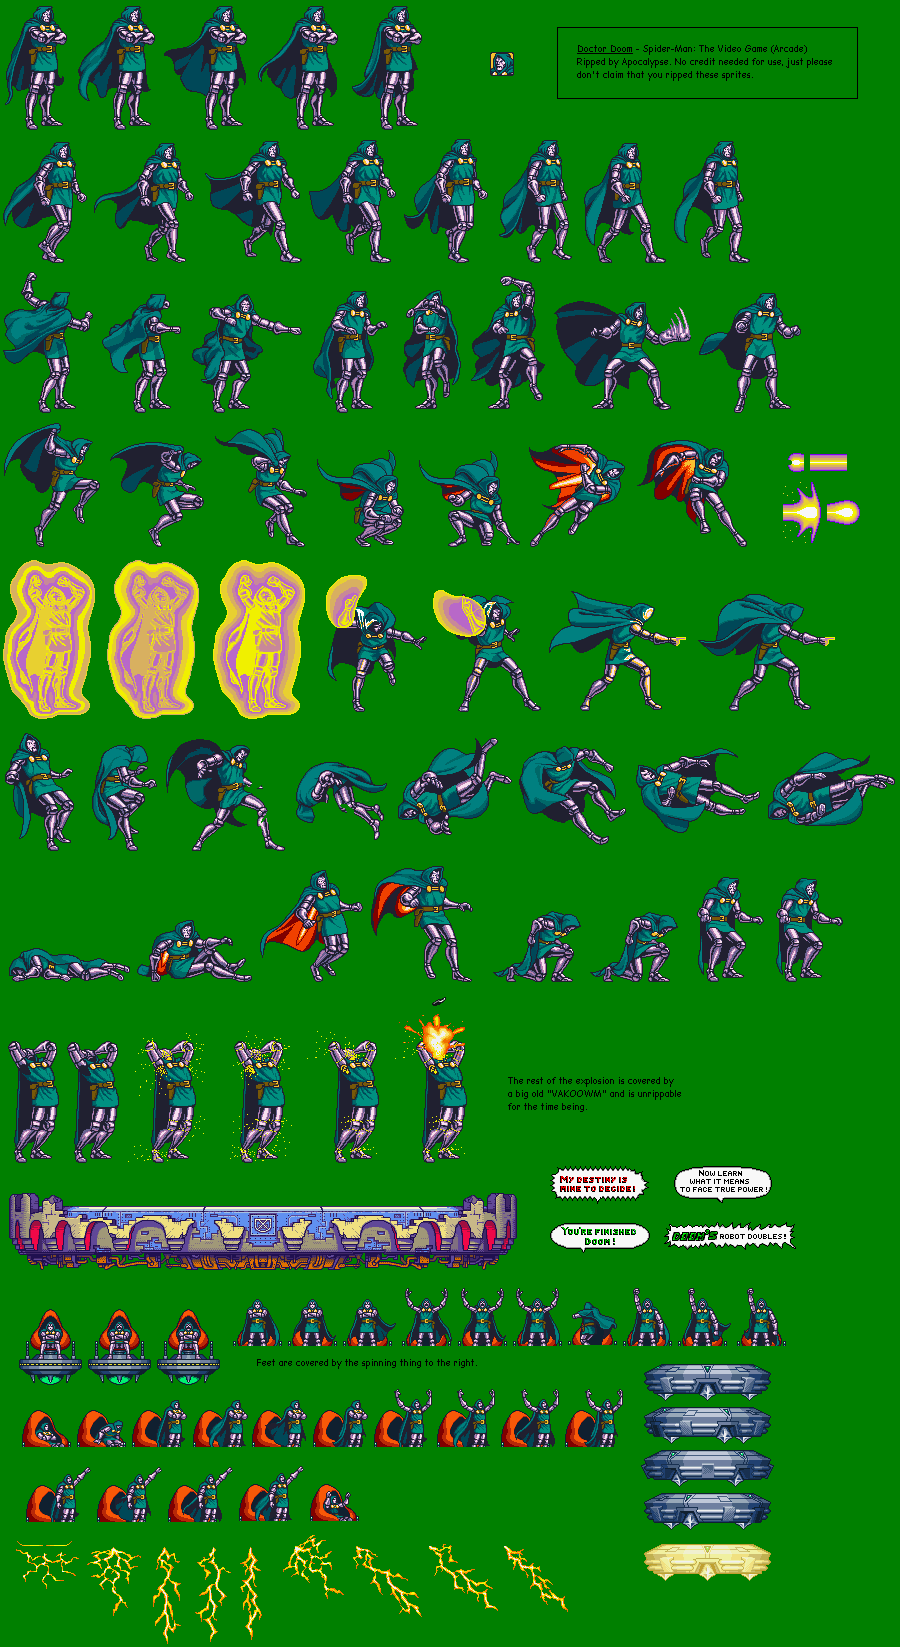 Doctor Doom - Spider-Man: The Video Game (Arcade)
Ripped by Apocalypse. No credit needed for use, just please
don't claim that you ripped these sprites.
The rest of the explosion is covered by
a big old "VAKOOWM" and is unrippable
for the time being.
MY DESTINY IS
MINE TO DECIDE!
NOW LEARN
WHAT IT MEANS
TO FACE TRUE POWER!
YOU'RE FINISHED
DOOM!
DOOM'S ROBOT DOUBLES!
Feet are covered by the spinning thing to the right.